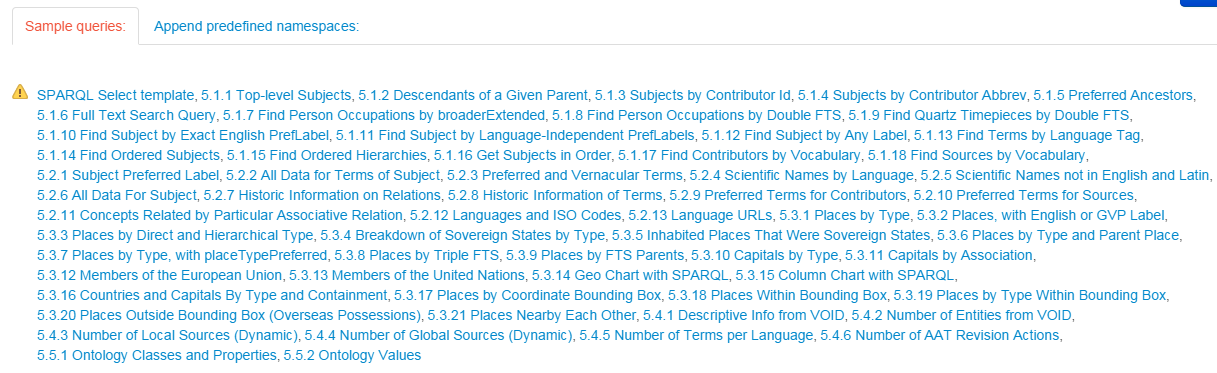 Sample queries: Append predefined namespaces:
SPARQL Select template, 5.1.1 Top-level Subjects, 5.1.2 Descendants of a Given Parent, 5.1.3 Subjects by Contributor Id, 5.1.4 Subjects by Contributor Abbrev, 5.1.5 Preferred Ancestors,
5.1.6 Full Text Search Query, 5.1.7 Find Person Occupations by broaderExtended, 5.1.8 Find Person Occupations by Double FTS, 5.1.9 Find Quartz Timepieces by Double FTS,
5.1.10 Find Subject by Exact English PrefLabel, 5.1.11 Find Subject by Language-Independent PrefLabels, 5.1.12 Find Subject by Any Label, 5.1.13 Find Terms by Language Tag,
5.1.14 Find Ordered Subjects, 5.1.15 Find Ordered Hierarchies, 5.1.16 Get Subjects in Order, 5.1.17 Find Contributors by Vocabulary, 5.1.18 Find Sources by Vocabulary,
5.2.1 Subject Preferred Label, 5.2.2 All Data for Terms of Subject, 5.2.3 Preferred and Vernacular Terms, 5.2.4 Scientific Names by Language, 5.2.5 Scientific Names not in English and Latin,
5.2.6 All Data For Subject, 5.2.7 Historic Information on Relations, 5.2.8 Historic Information of Terms, 5.2.9 Preferred Terms for Contributors, 5.2.10 Preferred Terms for Sources,
5.2.11 Concepts Related by Particular Associative Relation, 5.2.12 Languages and ISO Codes, 5.2.13 Language URLs, 5.3.1 Places by Type, 5.3.2 Places, with English or GVP Label,
5.3.3 Places by Direct and Hierarchical Type, 5.3.4 Breakdown of Sovereign States by Type, 5.3.5 Inhabited Places That Were Sovereign States, 5.3.6 Places by Type and Parent Place,
5.3.7 Places by Type, with placeTypePreferred, 5.3.8 Places by Triple FTS, 5.3.9 Places by FTS Parents, 5.3.10 Capitals by Type, 5.3.11 Capitals by Association,
5.3.12 Members of the European Union, 5.3.13 Members of the United Nations, 5.3.14 Geo Chart with SPARQL, 5.3.15 Column Chart with SPARQL,
5.3.16 Countries and Capitals By Type and Containment, 5.3.17 Places by Coordinate Bounding Box, 5.3.18 Places Within Bounding Box, 5.3.19 Places by Type Within Bounding Box,
5.3.20 Places Outside Bounding Box (Overseas Possessions), 5.3.21 Places Nearby Each Other, 5.4.1 Descriptive Info from VOID, 5.4.2 Number of Entities from VOID,
5.4.3 Number of Local Sources (Dynamic), 5.4.4 Number of Global Sources (Dynamic), 5.4.5 Number of Terms per Language, 5.4.6 Number of AAT Revision Actions,
5.5.1 Ontology Classes and Properties, 5.5.2 Ontology Values